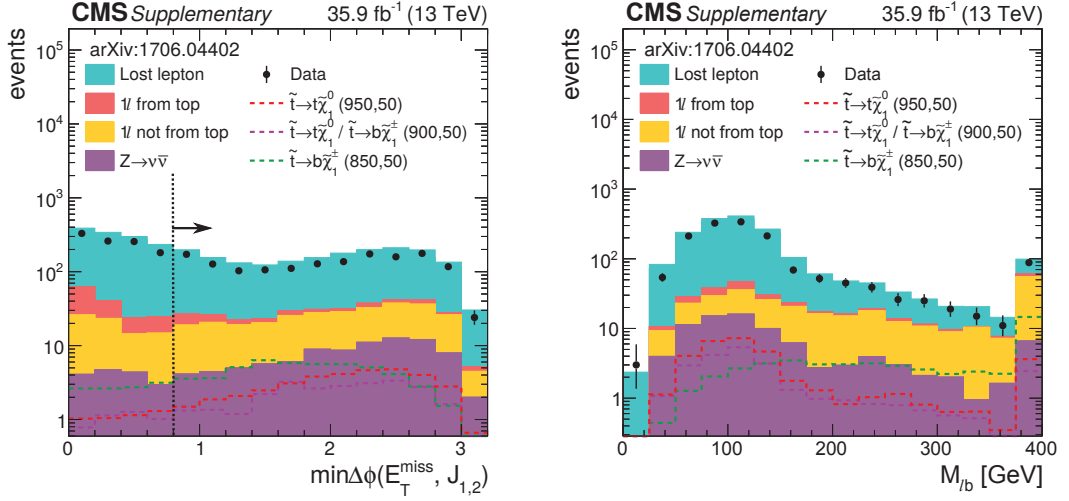 CMS Supplementary 35.9 fb⁻¹ (13 TeV)
arXiv:1706.04402
Lost lepton
1l from top
1l not from top
Z→νν̅
Data
t̃→tχ̃⁰₁ (950,50)
t̃→tχ̃⁰₁ / t̃→bχ̃±₁ (900,50)
t̃→bχ̃±₁ (850,50)
events
10⁵
10⁴
10³
10²
10
1
0 1 2 3
minΔϕ(E_T^miss, J₁,₂)
CMS Supplementary 35.9 fb⁻¹ (13 TeV)
arXiv:1706.04402
Lost lepton
1l from top
1l not from top
Z→νν̅
Data
t̃→tχ̃⁰₁ (950,50)
t̃→tχ̃⁰₁ / t̃→bχ̃±₁ (900,50)
t̃→bχ̃±₁ (850,50)
events
10⁵
10⁴
10³
10²
10
1
0 100 200 300 400
M_lb [GeV]